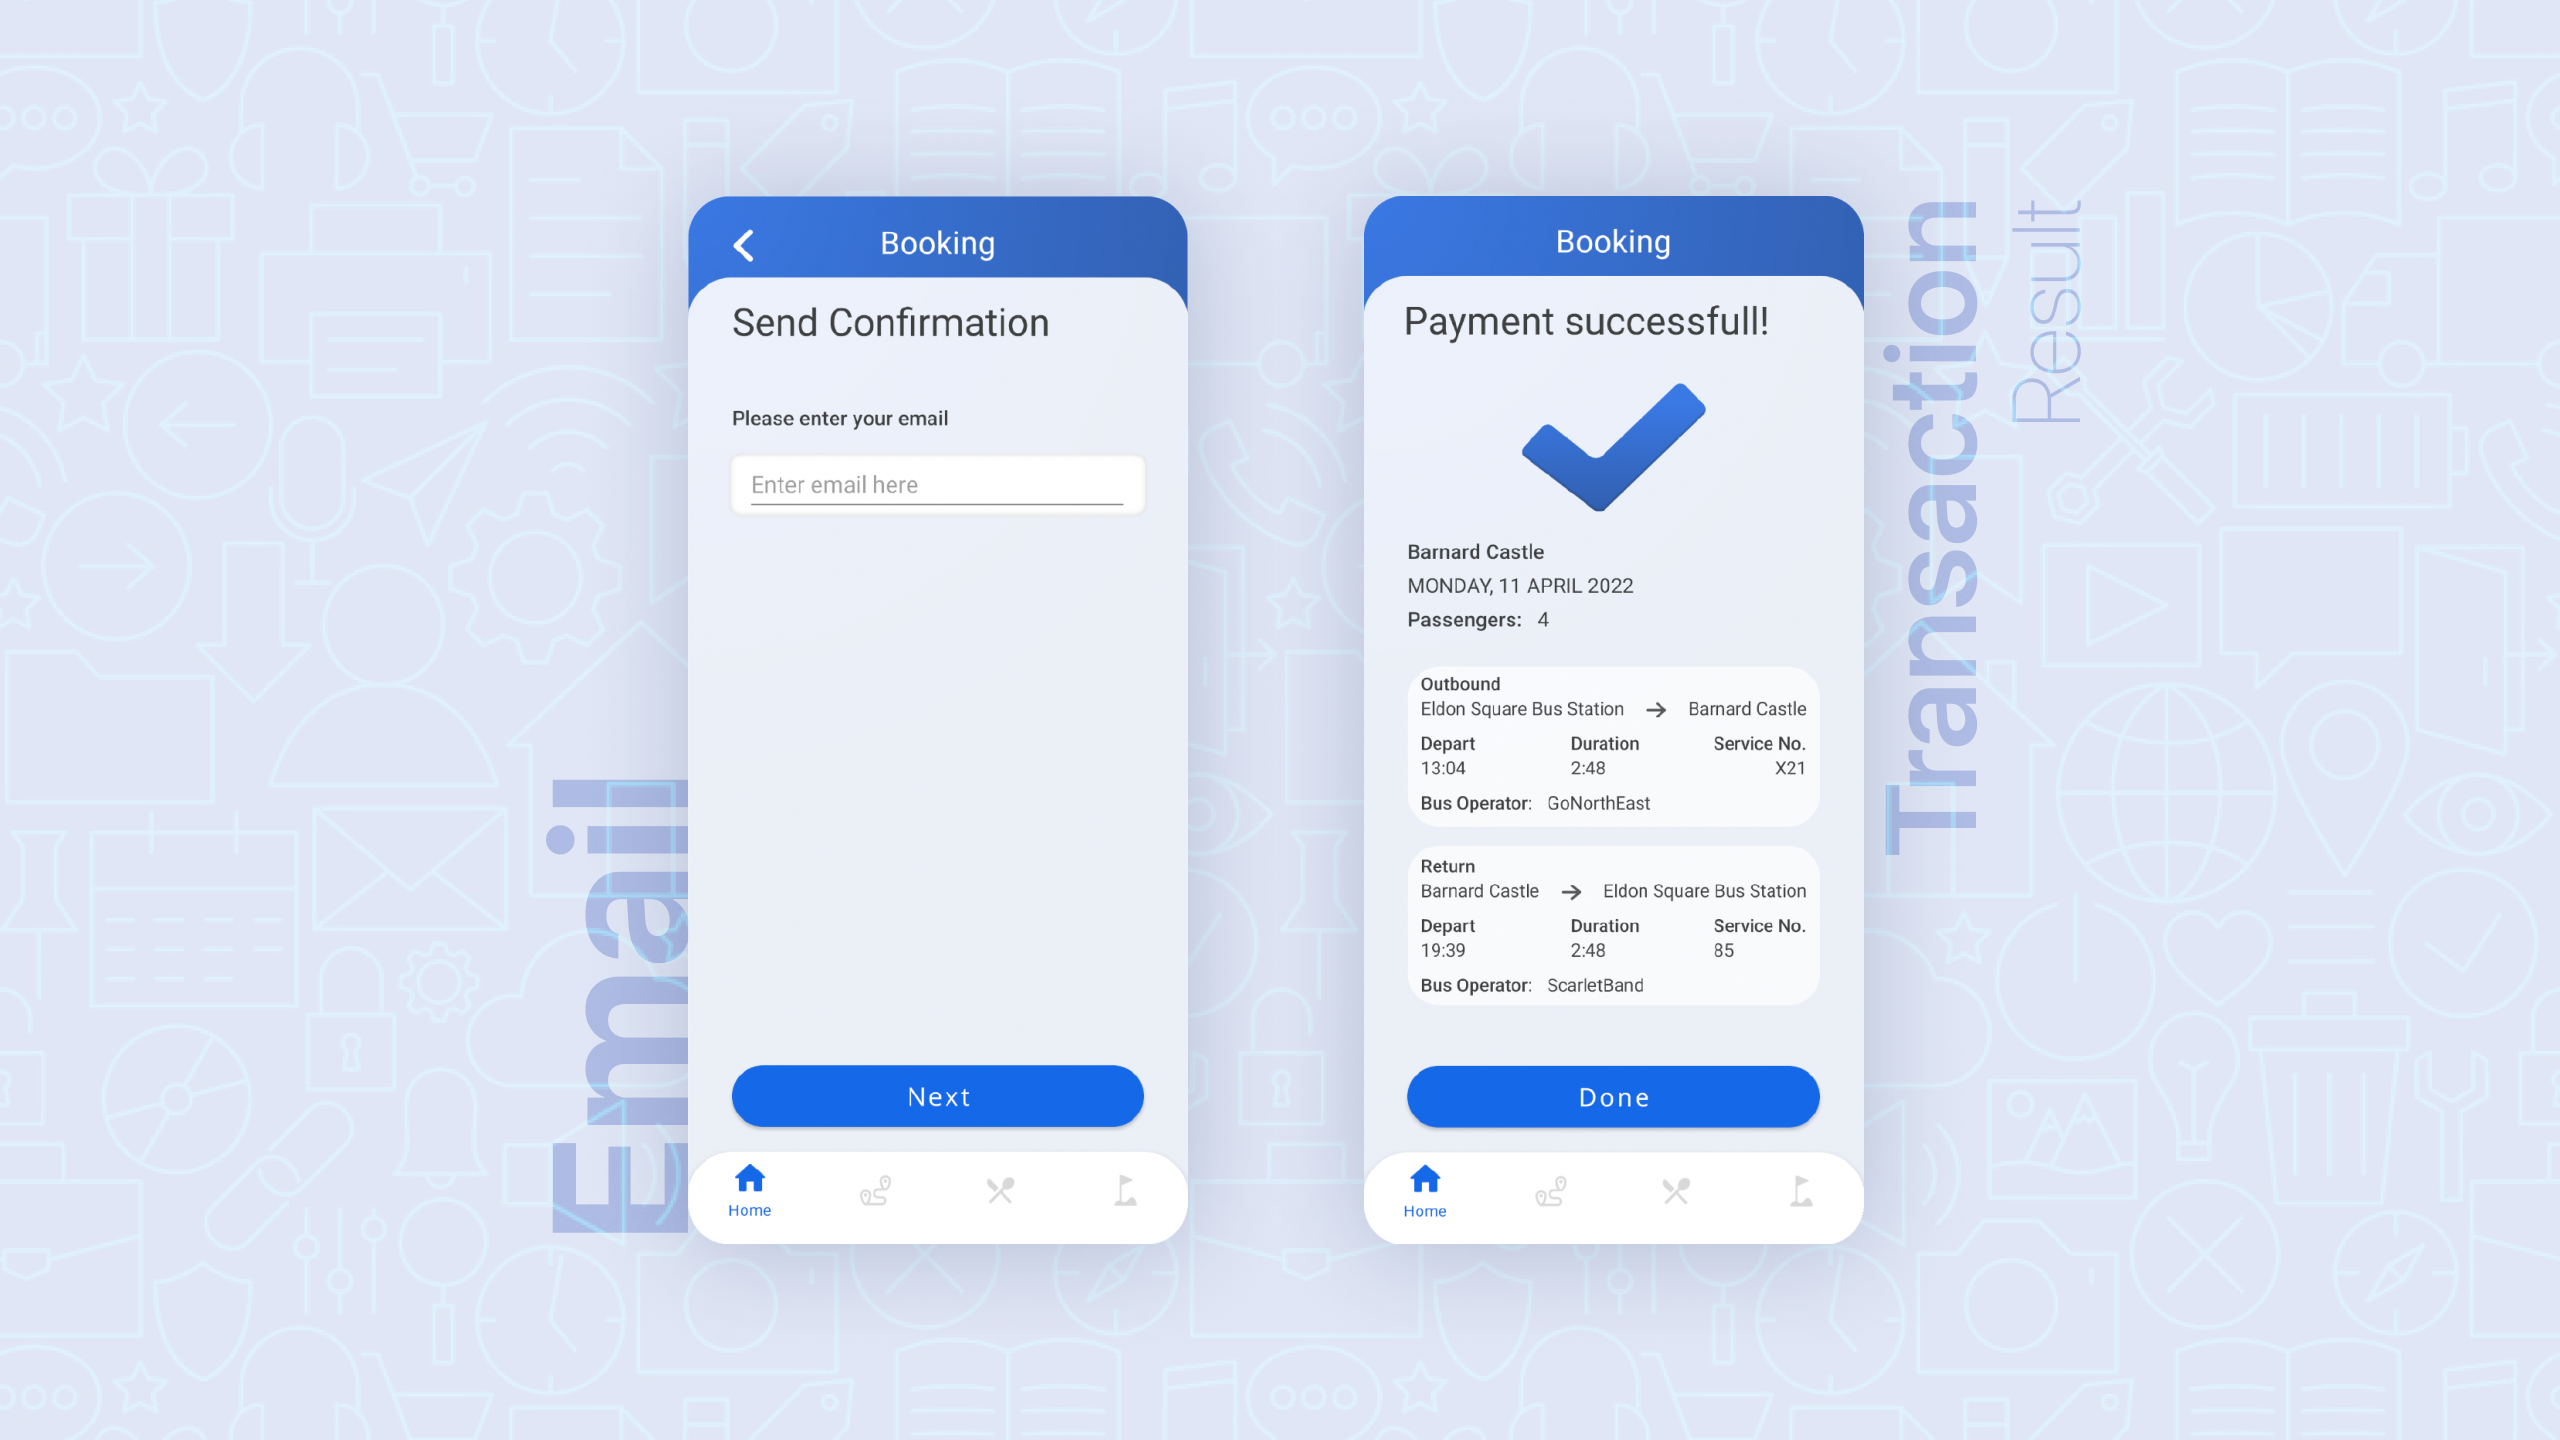 Email
Booking
Send Confirmation
Please enter your email
Enter email here
Next
Home
Booking
Payment successfull!
Barnard Castle
MONDAY, 11 APRIL 2022
Passengers: 4
Outbound
Eldon Square Bus Station → Barnard Castle
Depart Duration Service No.
13:04 2:48 X21
Bus Operator: GoNorthEast
Return
Barnard Castle → Eldon Square Bus Station
Depart Duration Service No.
19:39 2:48 85
Bus Operator: ScarletBand
Done
Home
Transaction
Result